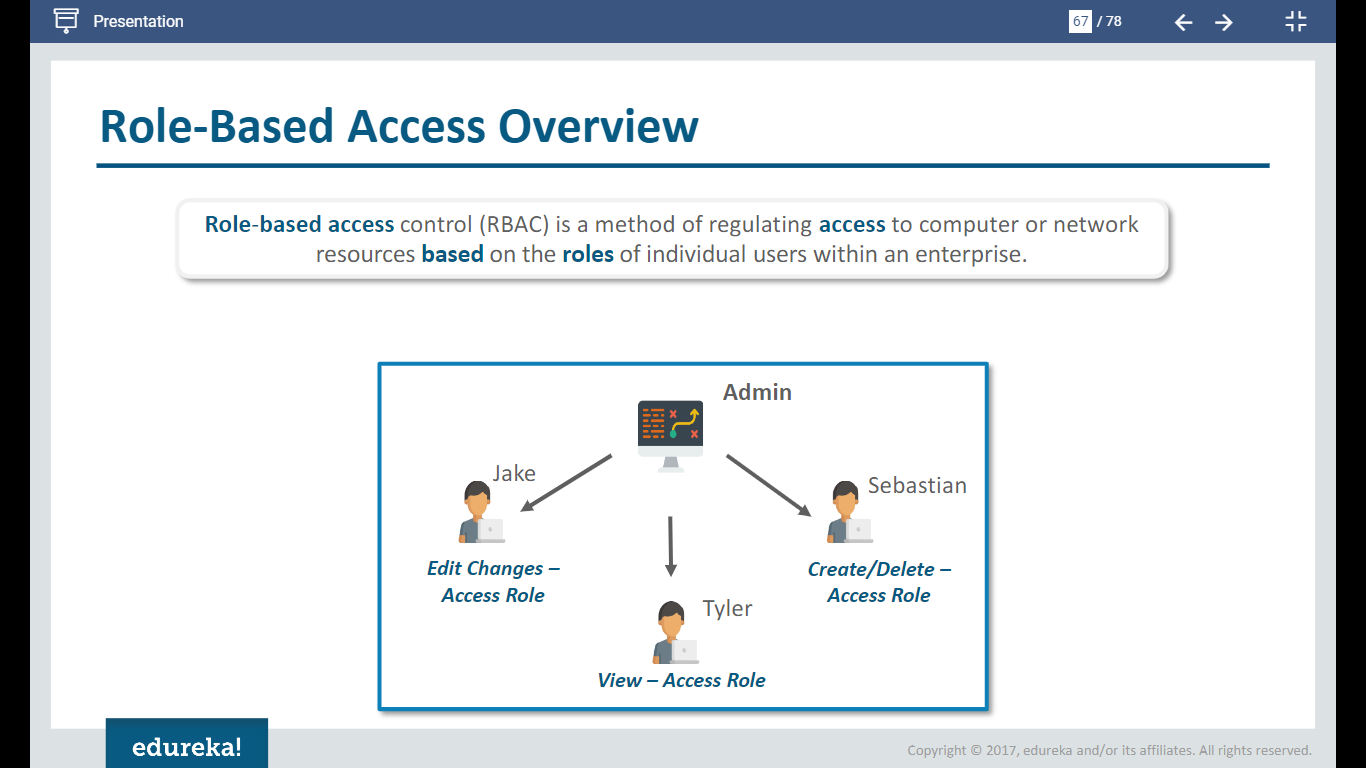 Presentation
67 / 78
Role-Based Access Overview
Role-based access control (RBAC) is a method of regulating access to computer or network
resources based on the roles of individual users within an enterprise.
Admin
Jake
Sebastian
Edit Changes –
Access Role
Create/Delete –
Access Role
Tyler
View – Access Role
edureka!
Copyright © 2017, edureka and/or its affiliates. All rights reserved.